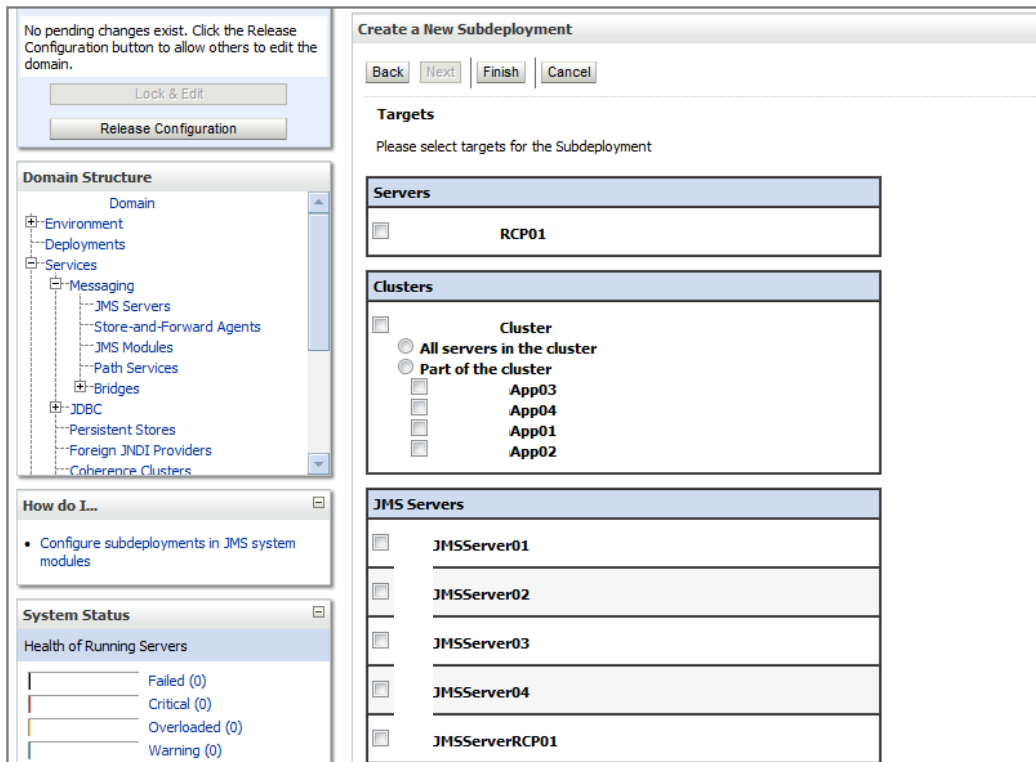 No pending changes exist. Click the Release
Configuration button to allow others to edit the
domain.
Lock & Edit
Release Configuration
Domain Structure
Domain
Environment
Deployments
Services
Messaging
JMS Servers
Store-and-Forward Agents
JMS Modules
Path Services
Bridges
JDBC
Persistent Stores
Foreign JNDI Providers
Coherence Clusters
How do I...
Configure subdeployments in JMS system
modules
System Status
Health of Running Servers
Failed (0)
Critical (0)
Overloaded (0)
Warning (0)
Create a New Subdeployment
Back Next Finish Cancel
Targets
Please select targets for the Subdeployment
Servers
RCP01
Clusters
Cluster
All servers in the cluster
Part of the cluster
App03
App04
App01
App02
JMS Servers
JMSServer01
JMSServer02
JMSServer03
JMSServer04
JMSServerRCP01